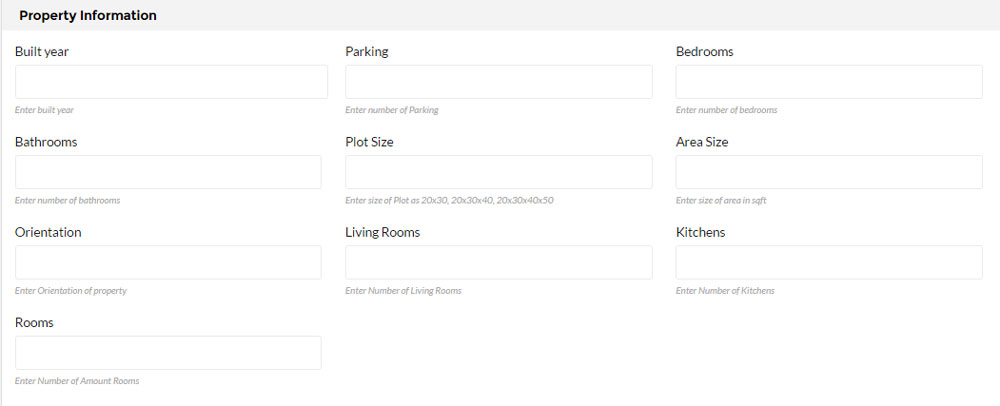 Property Information
Built year
Parking
Bedrooms
Enter built year
Enter number of Parking
Enter number of bedrooms
Bathrooms
Plot Size
Area Size
Enter number of bathrooms
Enter size of Plot as 20x30, 20x30x40, 20x30x40x50
Enter size of area in sqft
Orientation
Living Rooms
Kitchens
Enter Orientation of property
Enter Number of Living Rooms
Enter Number of Kitchens
Rooms
Enter Number of Amount Rooms